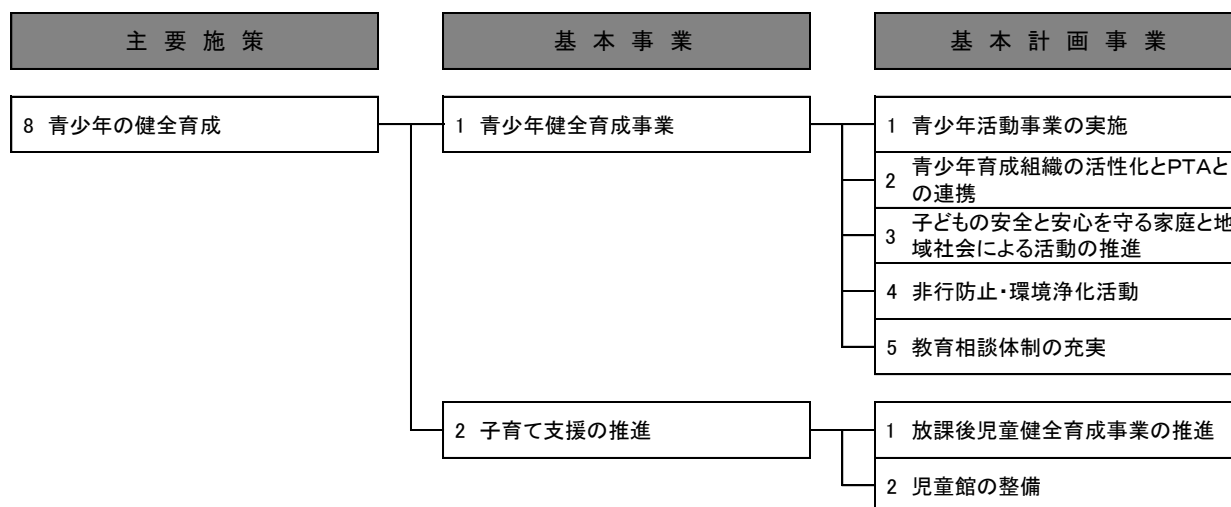 主 要 施 策
基 本 事 業
基 本 計 画 事 業
8 青少年の健全育成
1 青少年健全育成事業
1 青少年活動事業の実施
2 青少年育成組織の活性化とPTAと
の連携
3 子どもの安全と安心を守る家庭と地
域社会による活動の推進
4 非行防止・環境浄化活動
5 教育相談体制の充実
2 子育て支援の推進
1 放課後児童健全育成事業の推進
2 児童館の整備